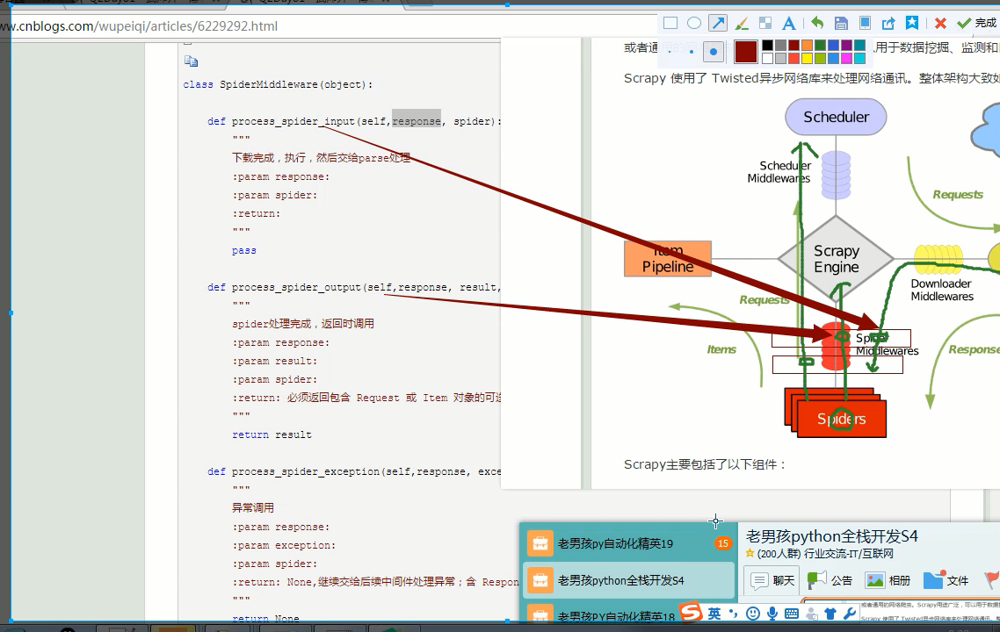 ww.cnblogs.com/wupeiqi/articles/6229292.html
完成
class SpiderMiddleware(object):
def process_spider_input(self,response, spider):
"""
下载完成，执行，然后交给parse处理
:param response:
:param spider:
:return:
"""
pass
def process_spider_output(self,response, result,
"""
spider处理完成，返回时调用
:param response:
:param result:
:param spider:
:return: 必须返回包含 Request 或 Item 对象的可迭
"""
return result
def process_spider_exception(self,response, exce
"""
异常调用
:param response:
:param exception:
:param spider:
:return: None,继续交给后续中间件处理异常；含 Respon
"""
return None
或者通用的
用于数据挖掘、监测和
Scrapy 使用了 Twisted异步网络库来处理网络通讯。整体架构大致如
Scheduler
Scheduler
Middlewares
Requests
Item
Pipeline
Scrapy
Engine
Downloader
Middlewares
Requests
Items
Spider
Middlewares
Response
Spiders
Scrapy主要包括了以下组件：
老男孩py自动化精英19
15
老男孩python全栈开发S4
老男孩PY自动化精英18
老男孩python全栈开发S4
(200人群) 行业交流-IT/互联网
聊天
公告
相册
文件
英